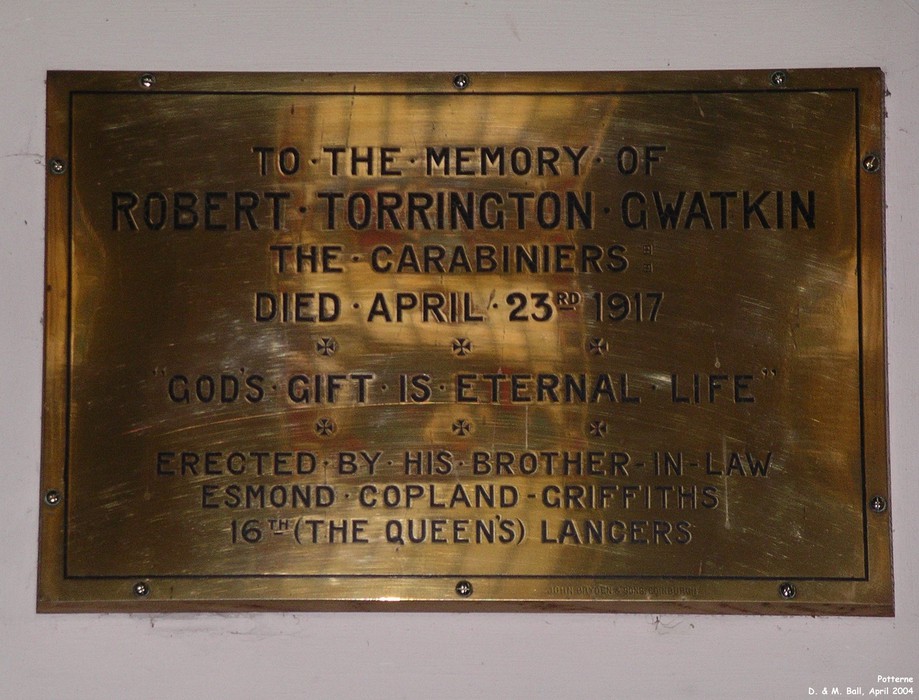 TO · THE · MEMORY · OF
ROBERT · TORRINGTON · GWATKIN
THE · CARABINIERS
DIED · APRIL · 23RD 1917
"GOD'S · GIFT · IS · ETERNAL · LIFE"
ERECTED · BY · HIS · BROTHER-IN-LAW
ESMOND · COPLAND-GRIFFITHS
16TH (THE QUEEN'S) LANCERS
Potterne
D. & M. Ball, April 2004